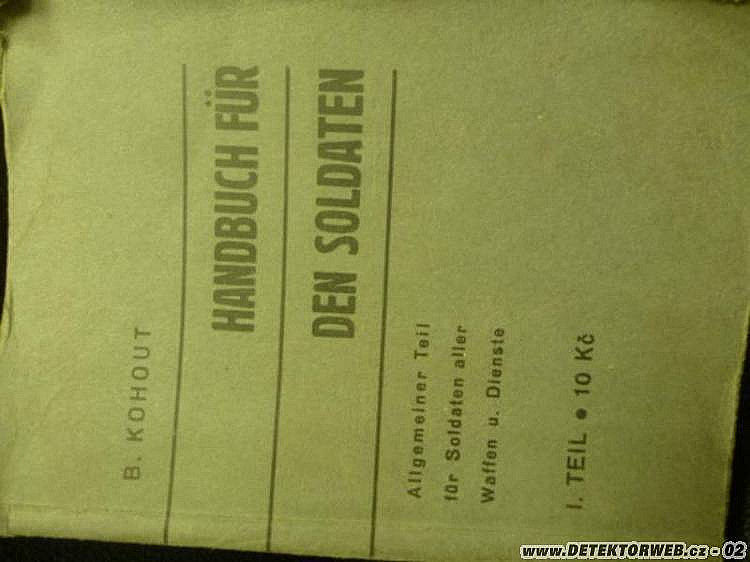 B. KOHOUT
HANDBUCH FÜR
DEN SOLDATEN
Allgemeiner Teil
für Soldaten aller
Waffen u. Dienste
I. TEIL ● 10 Kč
www.DETEKTORWEB.cz - 02